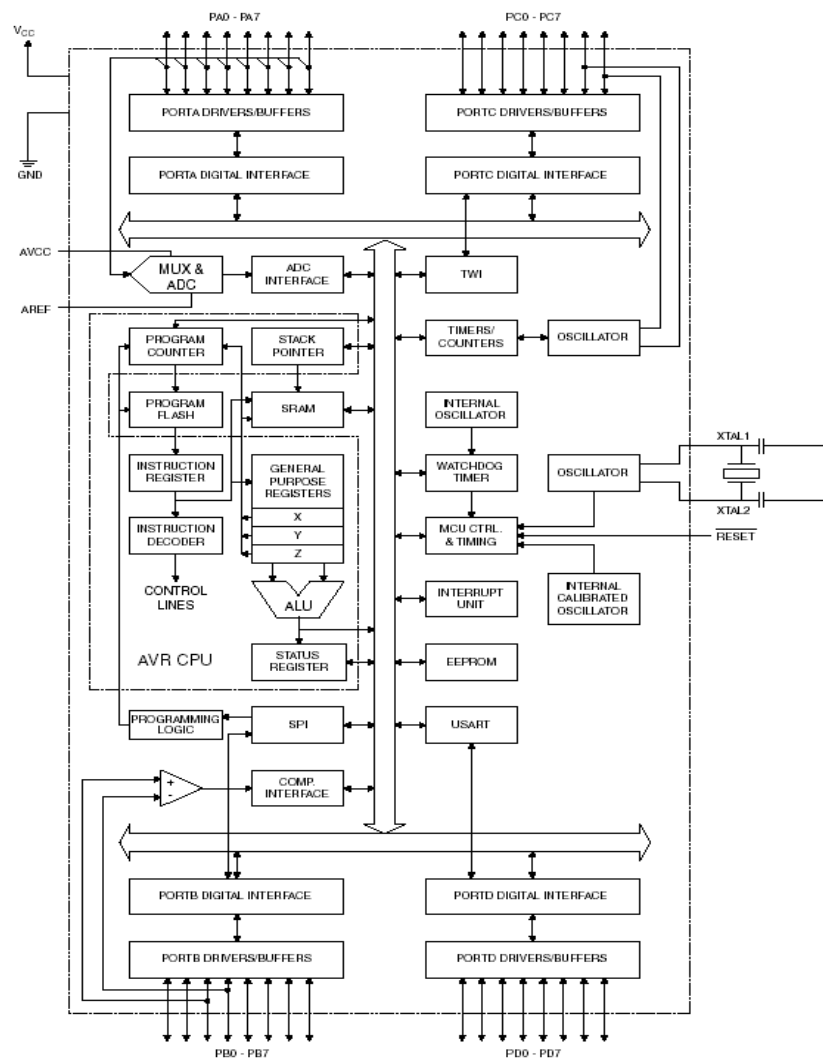 PA0 - PA7
PC0 - PC7
VCC
PORTA DRIVERS/BUFFERS
PORTC DRIVERS/BUFFERS
GND
PORTA DIGITAL INTERFACE
PORTC DIGITAL INTERFACE
AVCC
MUX &
ADC
ADC
INTERFACE
TWI
AREF
PROGRAM
COUNTER
STACK
POINTER
TIMERS/
COUNTERS
OSCILLATOR
PROGRAM
FLASH
SRAM
INTERNAL
OSCILLATOR
XTAL1
INSTRUCTION
REGISTER
GENERAL
PURPOSE
REGISTERS
WATCHDOG
TIMER
OSCILLATOR
XTAL2
X
INSTRUCTION
DECODER
Y
MCU CTRL.
& TIMING
RESET
Z
CONTROL
LINES
INTERNAL
CALIBRATED
OSCILLATOR
ALU
INTERRUPT
UNIT
AVR CPU
STATUS
REGISTER
EEPROM
PROGRAMMING
LOGIC
SPI
USART
+
-
COMP.
INTERFACE
PORTB DIGITAL INTERFACE
PORTD DIGITAL INTERFACE
PORTB DRIVERS/BUFFERS
PORTD DRIVERS/BUFFERS
PB0 - PB7
PD0 - PD7